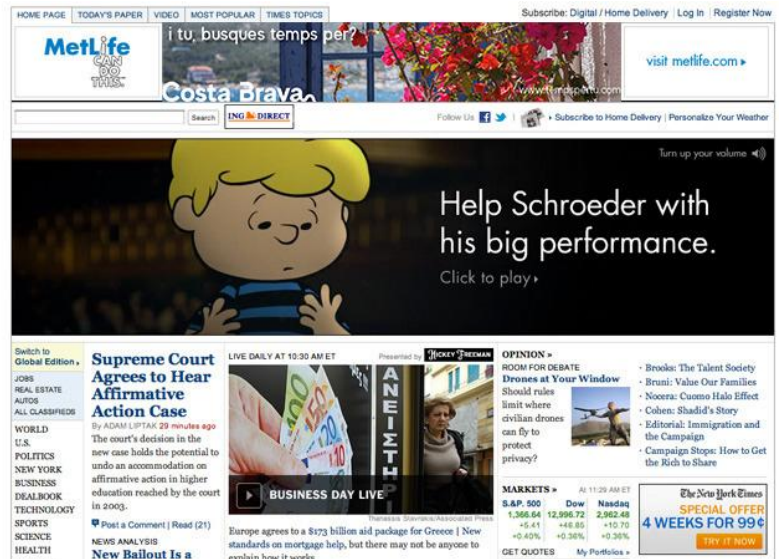 HOME PAGE TODAY'S PAPER VIDEO MOST POPULAR TIMES TOPICS
Subscribe: Digital / Home Delivery Log In Register Now
MetLife
CAN
DO
THIS.
i tu, busques temps per?
Costa Brava
visit metlife.com
Search
ING DIRECT
Follow Us
Subscribe to Home Delivery | Personalize Your Weather
Turn up your volume
Help Schroeder with
his big performance.
Click to play
Switch to
Global Edition
JOBS
REAL ESTATE
AUTOS
ALL CLASSIFIEDS
WORLD
U.S.
POLITICS
NEW YORK
BUSINESS
DEALBOOK
TECHNOLOGY
SPORTS
SCIENCE
HEALTH
Supreme Court
Agrees to Hear
Affirmative
Action Case
By ADAM LIPTAK 29 minutes ago
The court's decision in the
new case holds the potential to
undo an accommodation on
affirmative action in higher
education reached by the court
in 2003.
Post a Comment | Read (21)
NEWS ANALYSIS
New Bailout Is a
LIVE DAILY AT 10:30 AM ET
Presented by HICKEY FREEMAN
BUSINESS DAY LIVE
Thanassis Stavrakis/Associated Press
Europe agrees to a $173 billion aid package for Greece | New
standards on mortgage help, but there may not be anyone to
explain how it works.
OPINION »
ROOM FOR DEBATE
Drones at Your Window
Should rules
limit where
civilian drones
can fly to
protect
privacy?
· Brooks: The Talent Society
· Bruni: Value Our Families
· Nocera: Cuomo Halo Effect
· Cohen: Shadid's Story
· Editorial: Immigration and
the Campaign
· Campaign Stops: How to Get
the Rich to Share
MARKETS » At 11:29 AM ET
S.&P. 500 Dow Nasdaq
1,366.64 12,996.72 2,962.48
+5.41 +46.85 +10.70
+0.40% +0.36% +0.36%
GET QUOTES My Portfolios »
The New York Times
SPECIAL OFFER
4 WEEKS FOR 99¢
TRY IT NOW